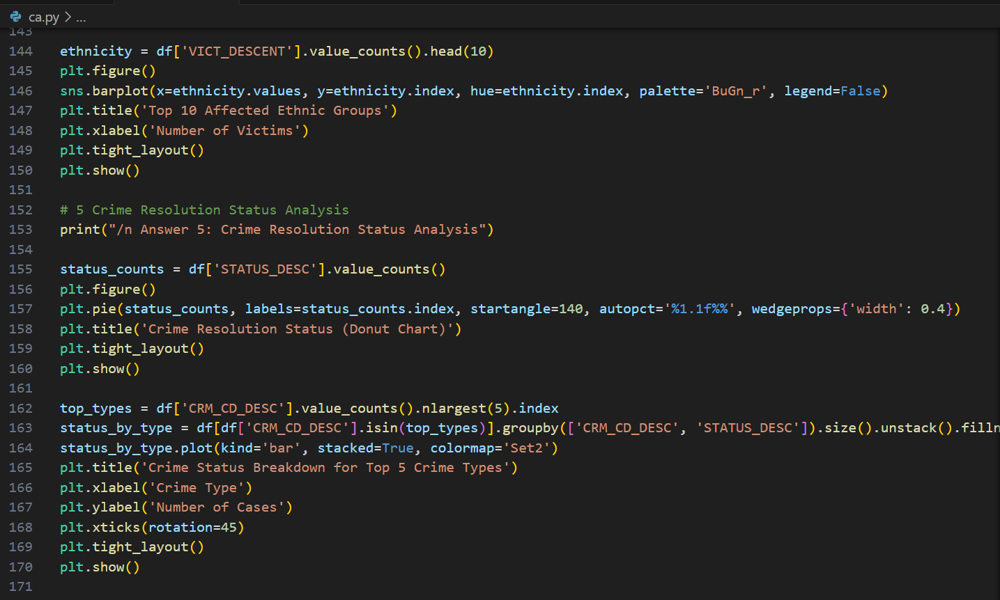 ca.py > ...
143
144 ethnicity = df['VICT_DESCENT'].value_counts().head(10)
145 plt.figure()
146 sns.barplot(x=ethnicity.values, y=ethnicity.index, hue=ethnicity.index, palette='BuGn_r', legend=False)
147 plt.title('Top 10 Affected Ethnic Groups')
148 plt.xlabel('Number of Victims')
149 plt.tight_layout()
150 plt.show()
151
152 # 5 Crime Resolution Status Analysis
153 print("/n Answer 5: Crime Resolution Status Analysis")
154
155 status_counts = df['STATUS_DESC'].value_counts()
156 plt.figure()
157 plt.pie(status_counts, labels=status_counts.index, startangle=140, autopct='%1.1f%%', wedgeprops={'width': 0.4})
158 plt.title('Crime Resolution Status (Donut Chart)')
159 plt.tight_layout()
160 plt.show()
161
162 top_types = df['CRM_CD_DESC'].value_counts().nlargest(5).index
163 status_by_type = df[df['CRM_CD_DESC'].isin(top_types)].groupby(['CRM_CD_DESC', 'STATUS_DESC']).size().unstack().filln
164 status_by_type.plot(kind='bar', stacked=True, colormap='Set2')
165 plt.title('Crime Status Breakdown for Top 5 Crime Types')
166 plt.xlabel('Crime Type')
167 plt.ylabel('Number of Cases')
168 plt.xticks(rotation=45)
169 plt.tight_layout()
170 plt.show()
171